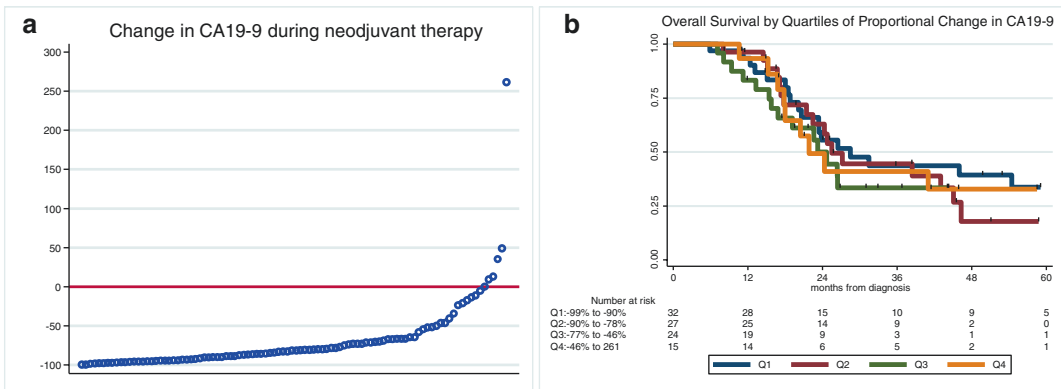 a
Change in CA19-9 during neodjuvant therapy
300
250
200
150
100
50
0
-50
-100
b
Overall Survival by Quartiles of Proportional Change in CA19-9
1.00
0.75
0.50
0.25
0.00
0 12 24 36 48 60
months from diagnosis
Number at risk
Q1:-99% to -90% 32 28 15 10 9 5
Q2:-90% to -78% 27 25 14 9 2 0
Q3:-77% to -46% 24 19 9 3 1 1
Q4:-46% to 261 15 14 6 5 2 1
Q1 Q2 Q3 Q4